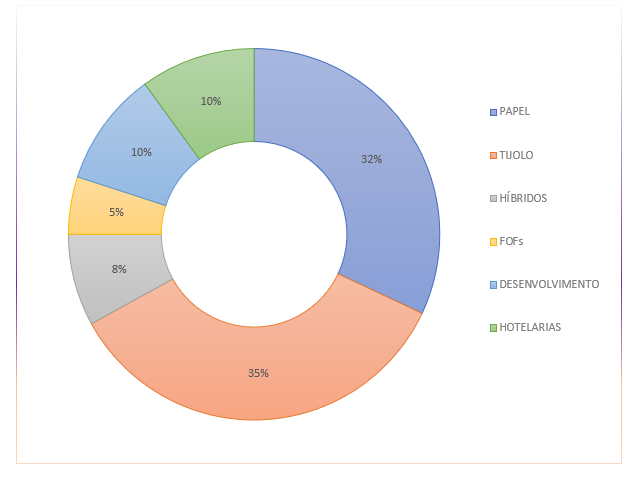 10%
32%
10%
5%
8%
35%
PAPEL
TIJOLO
HÍBRIDOS
FOFs
DESENVOLVIMENTO
HOTELARIAS